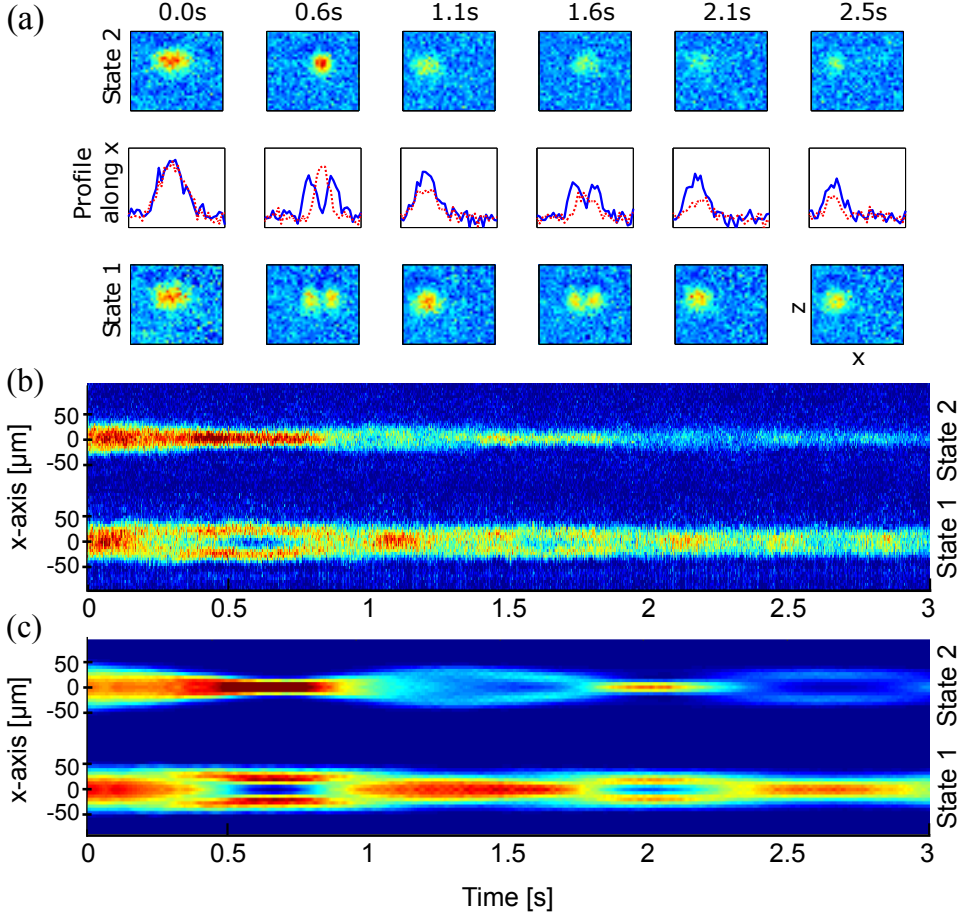 (a)
0.0s 0.6s 1.1s 1.6s 2.1s 2.5s
State 2
Profile
along x
State 1
z
x
(b)
50
0
-50
State 2
x-axis [µm]
50
0
-50
State 1
0 0.5 1 1.5 2 2.5 3
(c)
50
0
-50
State 2
x-axis [µm]
50
0
-50
State 1
0 0.5 1 1.5 2 2.5 3
Time [s]